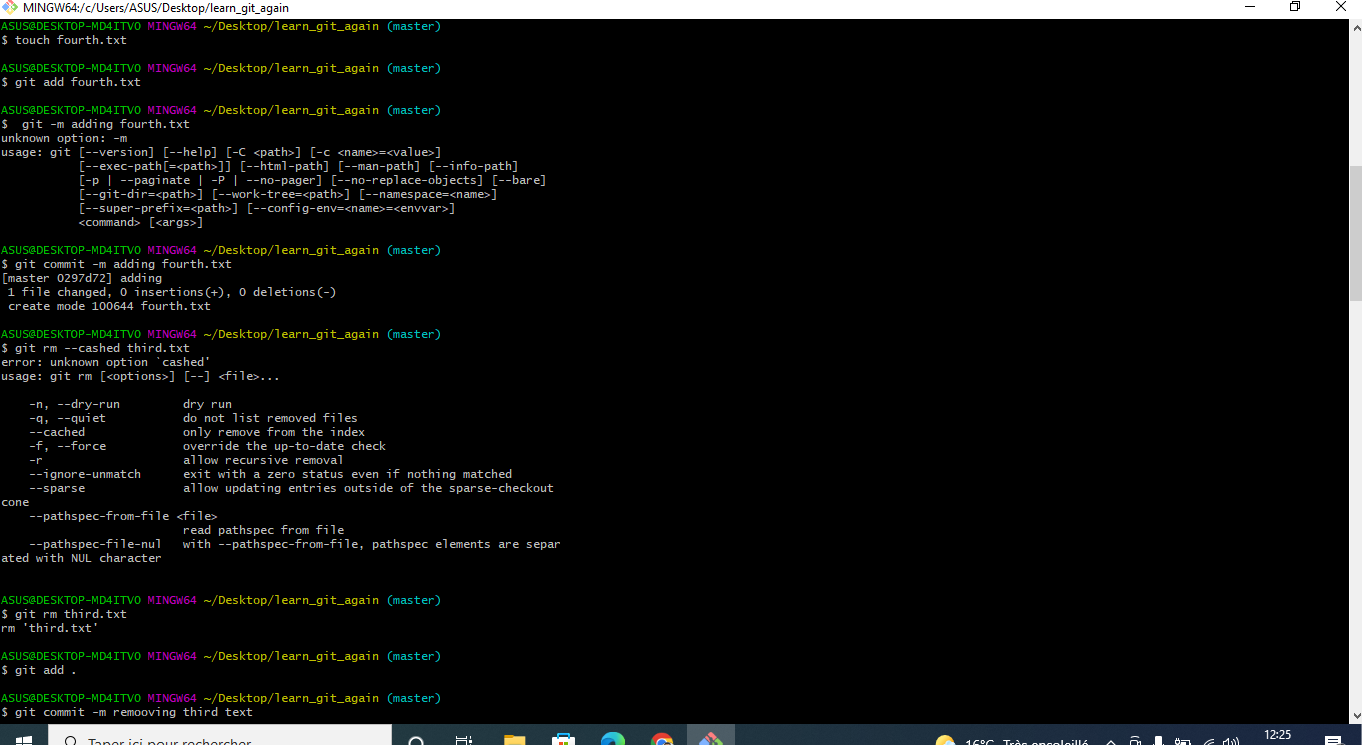 MINGW64:/c/Users/ASUS/Desktop/learn_git_again
ASUS@DESKTOP-MD4ITVO MINGW64 ~/Desktop/learn_git_again (master)
$ touch fourth.txt
ASUS@DESKTOP-MD4ITVO MINGW64 ~/Desktop/learn_git_again (master)
$ git add fourth.txt
ASUS@DESKTOP-MD4ITVO MINGW64 ~/Desktop/learn_git_again (master)
$  git -m adding fourth.txt
unknown option: -m
usage: git [--version] [--help] [-C <path>] [-c <name>=<value>]
           [--exec-path[=<path>]] [--html-path] [--man-path] [--info-path]
           [-p | --paginate | -P | --no-pager] [--no-replace-objects] [--bare]
           [--git-dir=<path>] [--work-tree=<path>] [--namespace=<name>]
           [--super-prefix=<path>] [--config-env=<name>=<envvar>]
           <command> [<args>]
ASUS@DESKTOP-MD4ITVO MINGW64 ~/Desktop/learn_git_again (master)
$ git commit -m adding fourth.txt
[master 0297d72] adding
 1 file changed, 0 insertions(+), 0 deletions(-)
 create mode 100644 fourth.txt
ASUS@DESKTOP-MD4ITVO MINGW64 ~/Desktop/learn_git_again (master)
$ git rm --cashed third.txt
error: unknown option `cashed'
usage: git rm [<options>] [--] <file>...
    -n, --dry-run         dry run
    -q, --quiet           do not list removed files
    --cached              only remove from the index
    -f, --force           override the up-to-date check
    -r                    allow recursive removal
    --ignore-unmatch      exit with a zero status even if nothing matched
    --sparse              allow updating entries outside of the sparse-checkout
cone
    --pathspec-from-file <file>
                          read pathspec from file
    --pathspec-file-nul   with --pathspec-from-file, pathspec elements are separ
ated with NUL character
ASUS@DESKTOP-MD4ITVO MINGW64 ~/Desktop/learn_git_again (master)
$ git rm third.txt
rm 'third.txt'
ASUS@DESKTOP-MD4ITVO MINGW64 ~/Desktop/learn_git_again (master)
$ git add .
ASUS@DESKTOP-MD4ITVO MINGW64 ~/Desktop/learn_git_again (master)
$ git commit -m remooving third text
Taper ici pour rechercher
16°C Très ensoleillé
12:25